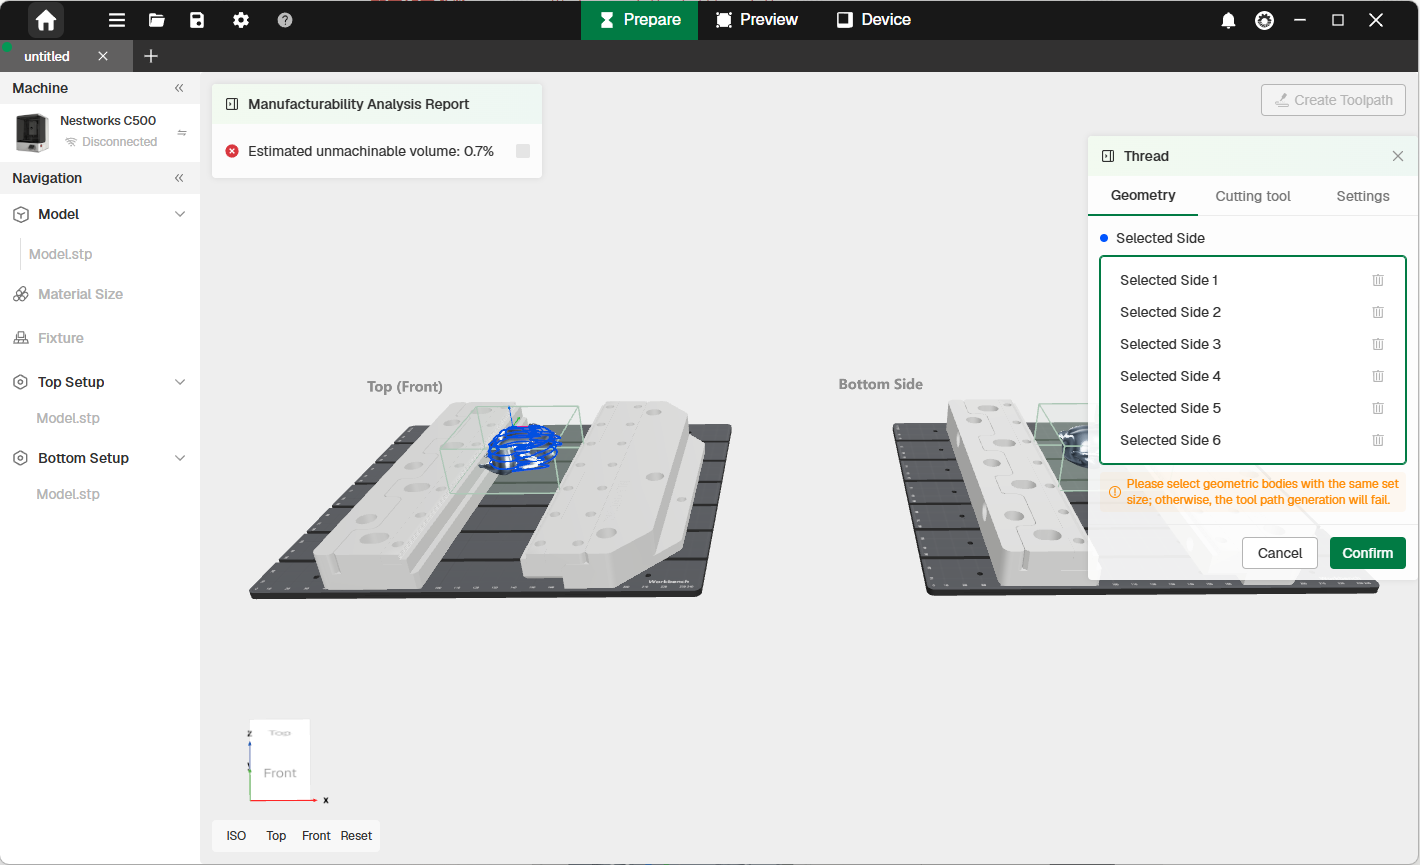 Prepare
Preview
Device
untitled
Machine
Nestworks C500
Disconnected
Navigation
Model
Model.stp
Material Size
Fixture
Top Setup
Model.stp
Bottom Setup
Model.stp
Manufacturability Analysis Report
Estimated unmachinable volume: 0.7%
Create Toolpath
Thread
Geometry
Cutting tool
Settings
Selected Side
Selected Side 1
Selected Side 2
Selected Side 3
Selected Side 4
Selected Side 5
Selected Side 6
Please select geometric bodies with the same set
size; otherwise, the tool path generation will fail.
Cancel
Confirm
Top (Front)
Bottom Side
Z
Top
Front
X
ISO
Top
Front
Reset